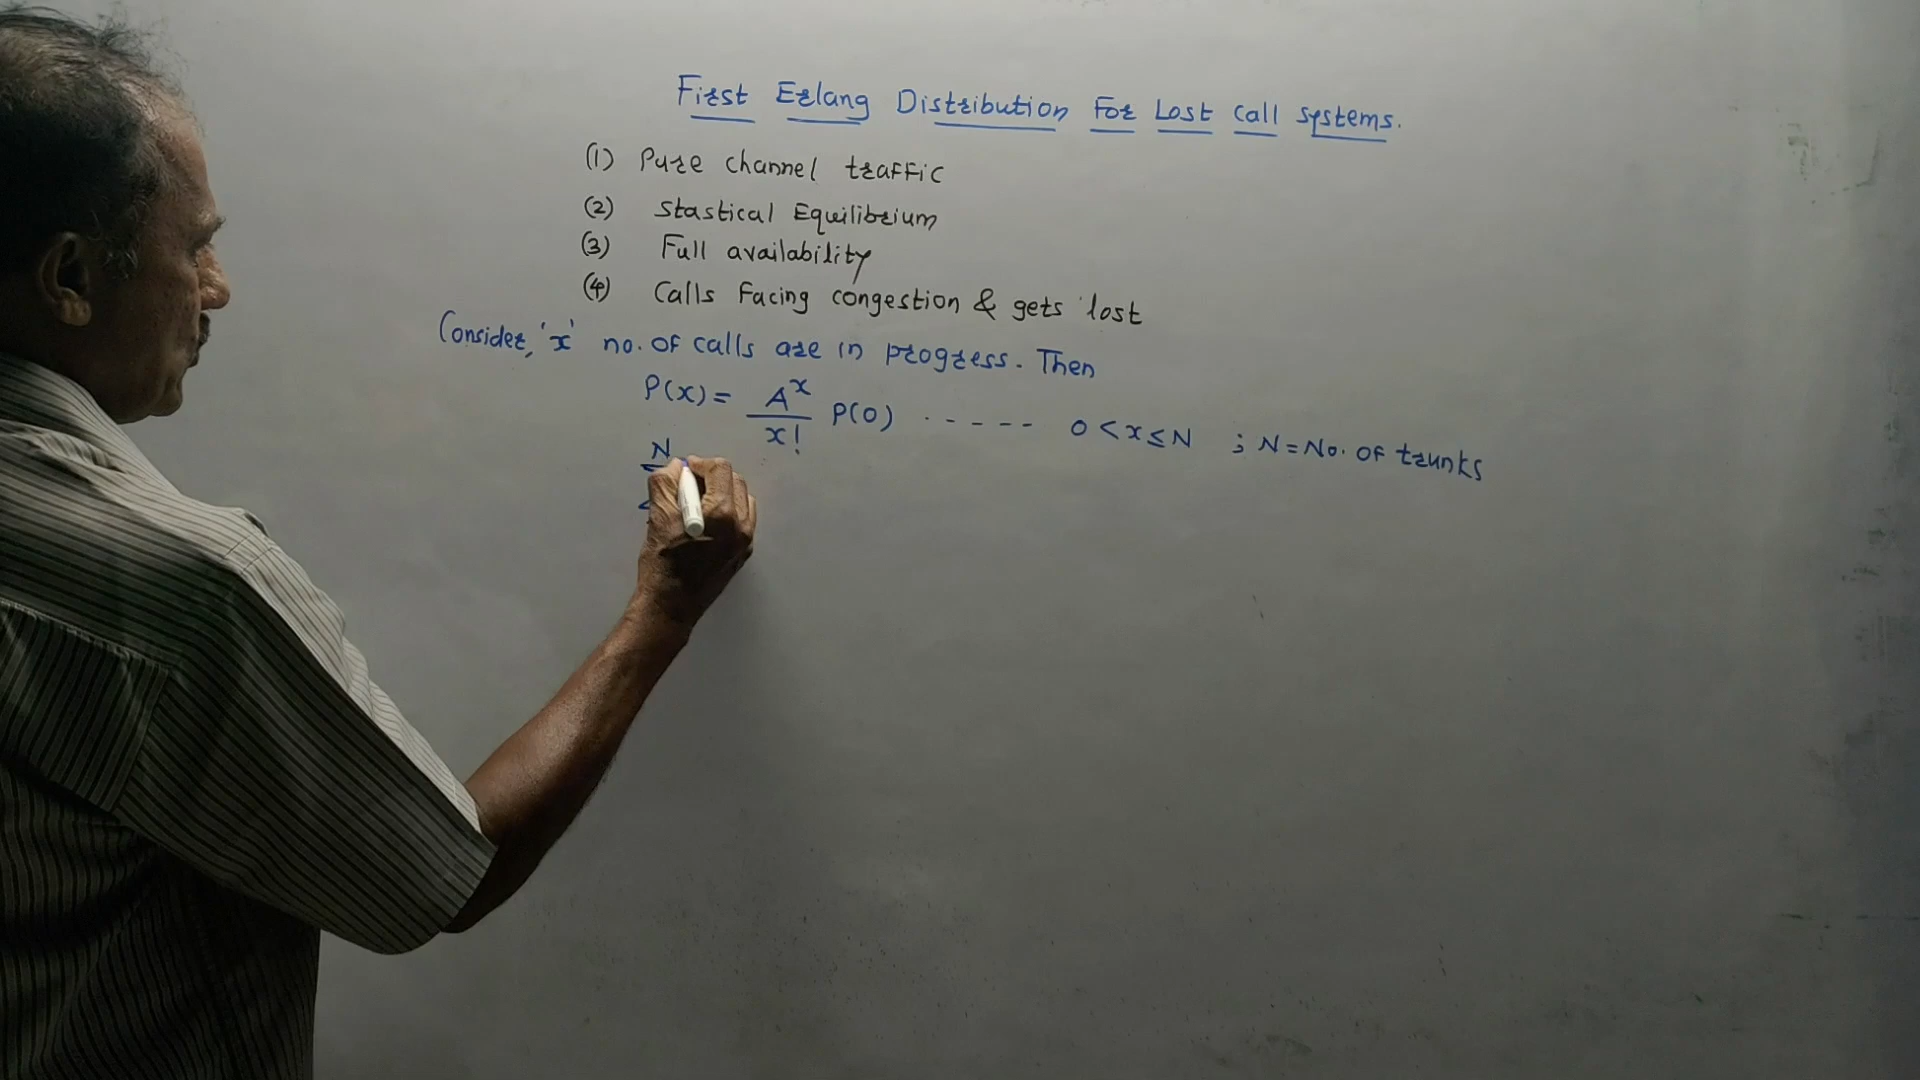 First Erlang Distribution For Lost call systems.
(1) Pure channel traffic
(2) Stastical Equilibrium
(3) Full availability
(4) Calls Facing congestion & gets lost
Consider, 'x' no. of calls are in progress. Then
P(x) = A^x / x! P(0) ------ 0 < x ≤ N ; N = No. of trunks
N